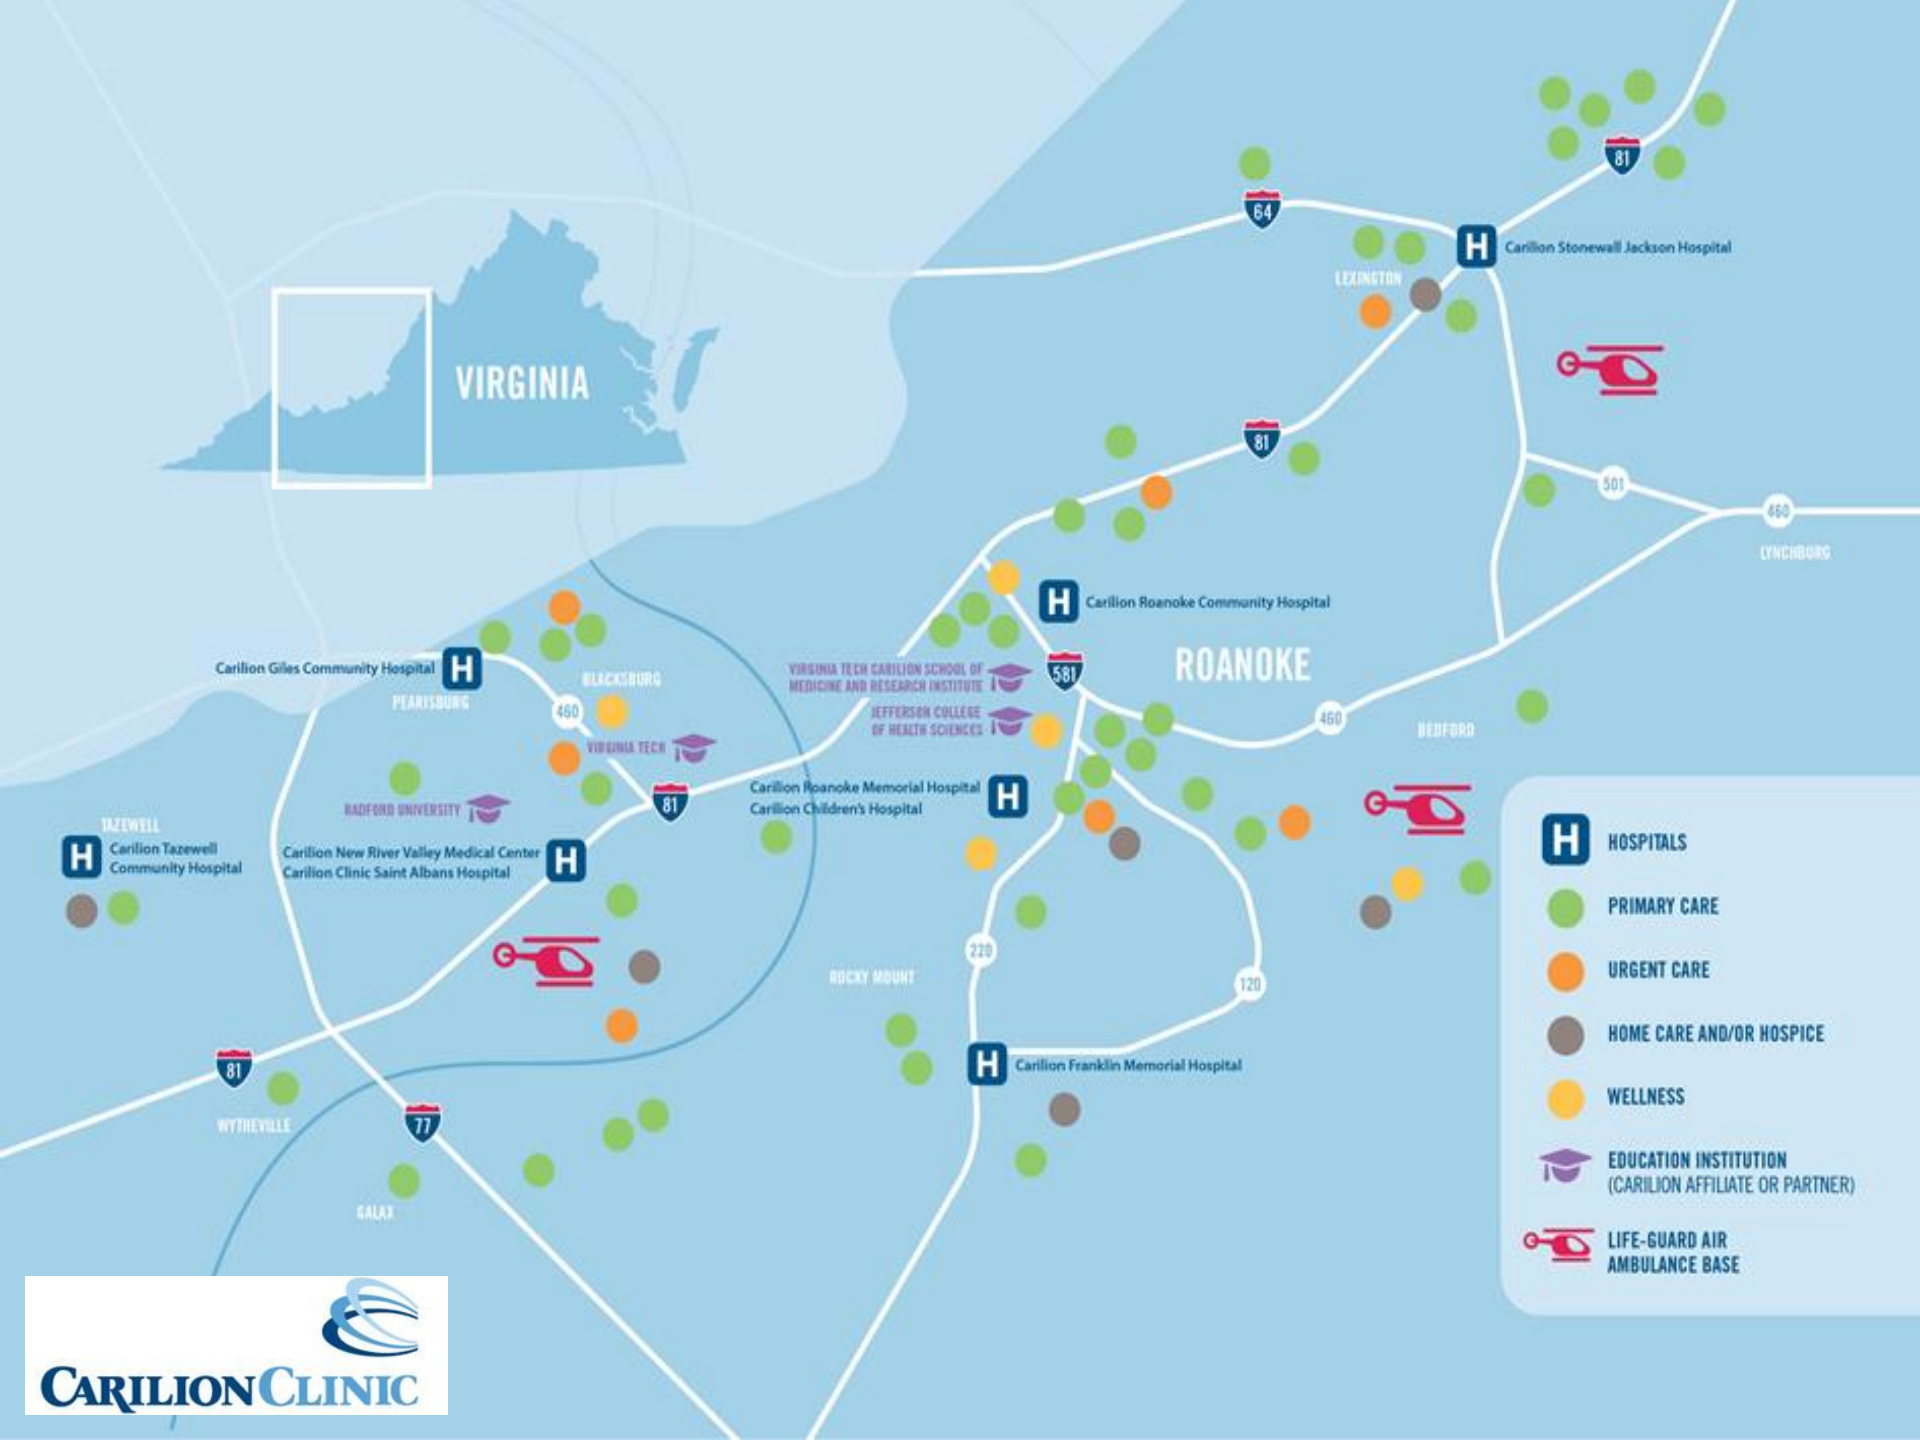 81
64
Carilion Stonewall Jackson Hospital
LEXINGTON
VIRGINIA
81
501
460
LYNCHBURG
Carilion Roanoke Community Hospital
ROANOKE
Carilion Giles Community Hospital
PEARISBURG
BLACKSBURG
460
VIRGINIA TECH
VIRGINIA TECH CARILION SCHOOL OF
MEDICINE AND RESEARCH INSTITUTE
581
JEFFERSON COLLEGE
OF HEALTH SCIENCES
460
BEDFORD
RADFORD UNIVERSITY
81
Carilion Roanoke Memorial Hospital
Carilion Children's Hospital
TAZEWELL
Carilion Tazewell
Community Hospital
Carilion New River Valley Medical Center
Carilion Clinic Saint Albans Hospital
220
ROCKY MOUNT
120
81
WYTHEVILLE
77
GALAX
Carilion Franklin Memorial Hospital
H HOSPITALS
PRIMARY CARE
URGENT CARE
HOME CARE AND/OR HOSPICE
WELLNESS
EDUCATION INSTITUTION
(CARILION AFFILIATE OR PARTNER)
LIFE-GUARD AIR
AMBULANCE BASE
CARILION CLINIC